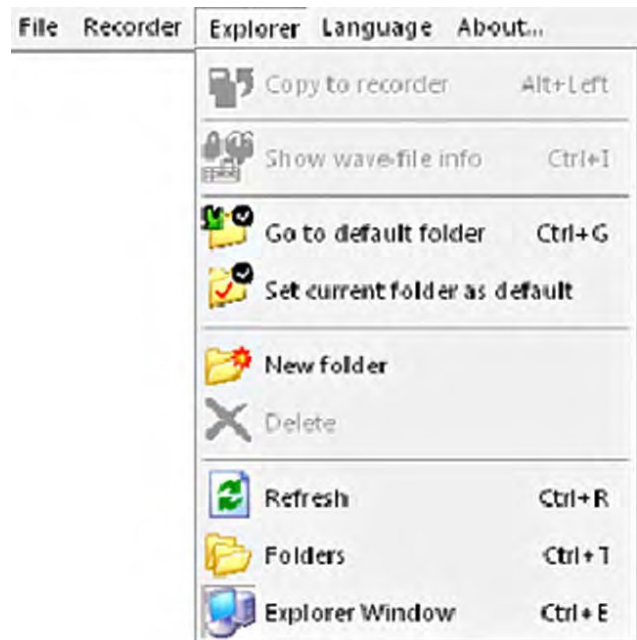 File Recorder Explorer Language About...
Copy to recorder Alt+Left
Show wave-file info Ctrl+I
Go to default folder Ctrl+G
Set current folder as default
New folder
Delete
Refresh Ctrl+R
Folders Ctrl+T
Explorer Window Ctrl+E